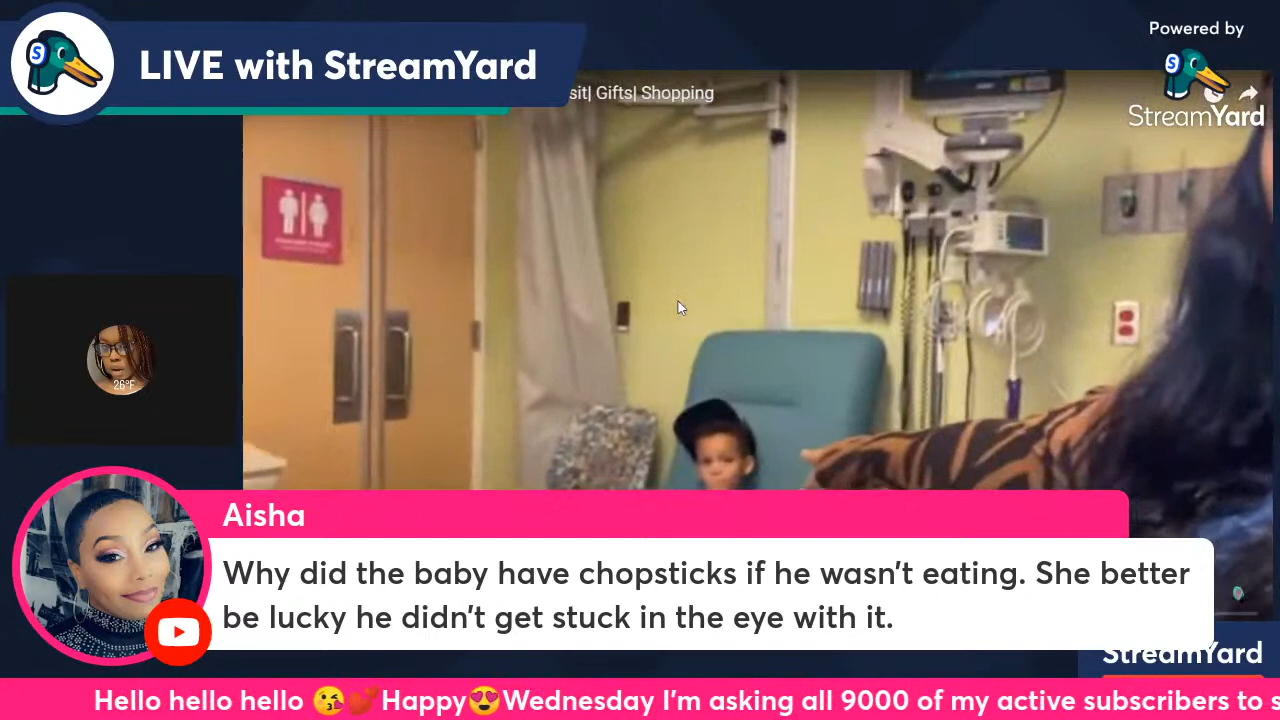 LIVE with StreamYard
Powered by
StreamYard
sit| Gifts| Shopping
26°F
Aisha
Why did the baby have chopsticks if he wasn't eating. She better
be lucky he didn't get stuck in the eye with it.
StreamYard
Hello hello hello 😘💕Happy😍Wednesday I'm asking all 9000 of my active subscribers to s